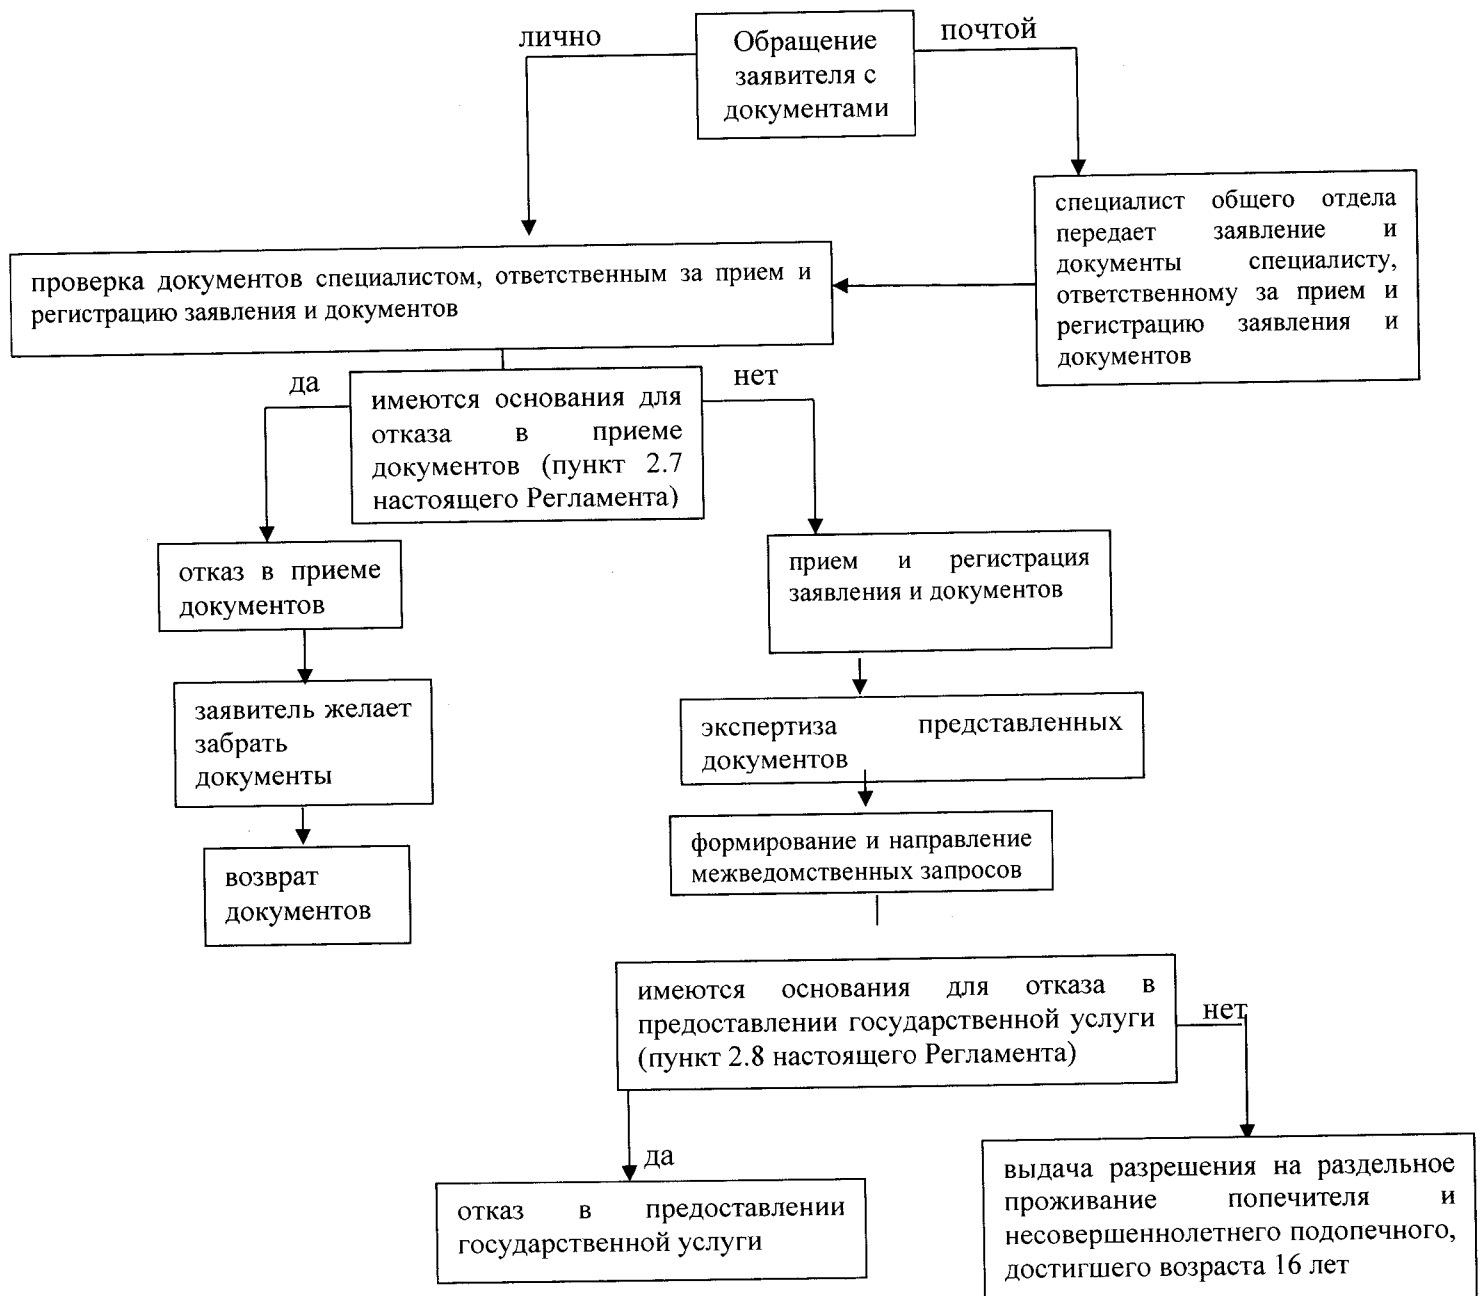 лично
Обращение
заявителя с
документами
почтой
специалист общего отдела
передает заявление и
документы специалисту,
ответственному за прием и
регистрацию заявления и
документов
проверка документов специалистом, ответственным за прием и
регистрацию заявления и документов
да
имеются основания для
отказа в приеме
документов (пункт 2.7
настоящего Регламента)
нет
отказ в приеме
документов
прием и регистрация
заявления и документов
заявитель желает
забрать
документы
экспертиза представленных
документов
возврат
документов
формирование и направление
межведомственных запросов
имеются основания для отказа в
предоставлении государственной услуги
(пункт 2.8 настоящего Регламента)
нет
да
отказ в предоставлении
государственной услуги
выдача разрешения на раздельное
проживание попечителя и
несовершеннолетнего подопечного,
достигшего возраста 16 лет